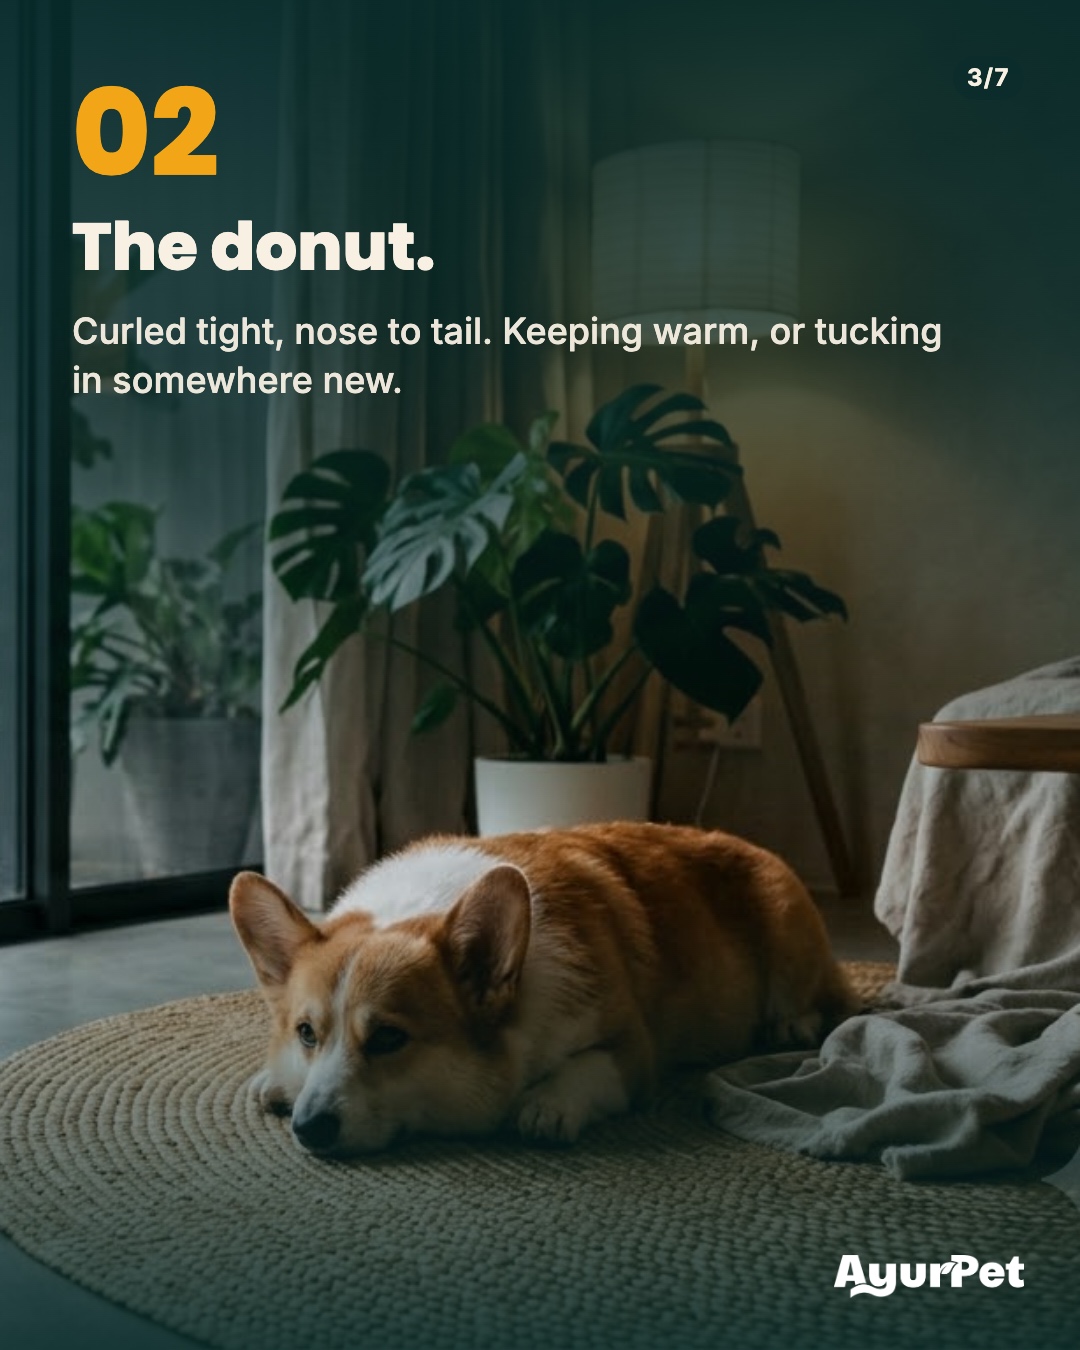 3/7
02
The donut.
Curled tight, nose to tail. Keeping warm, or tucking
in somewhere new.
AyurPet